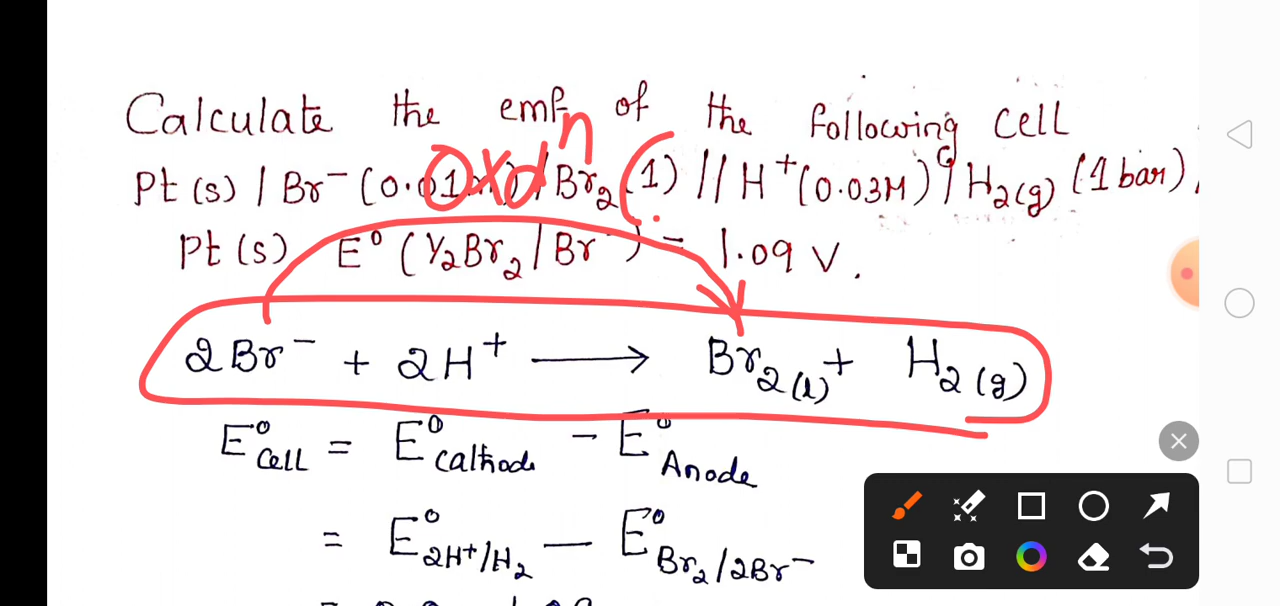 Calculate the emf of the following cell
Pt (s) / Br⁻ (0.01M) / Br₂ (l) // H⁺ (0.03M) / H₂(g) (1 bar),
oxdn
Pt (s) E° (½Br₂ / Br⁻) = 1.09 V.
2Br⁻ + 2H⁺ ⟶ Br₂(l) + H₂(g)
E°Cell = E°Cathode − E°Anode
= E°2H⁺/H₂ − E°Br₂/2Br⁻